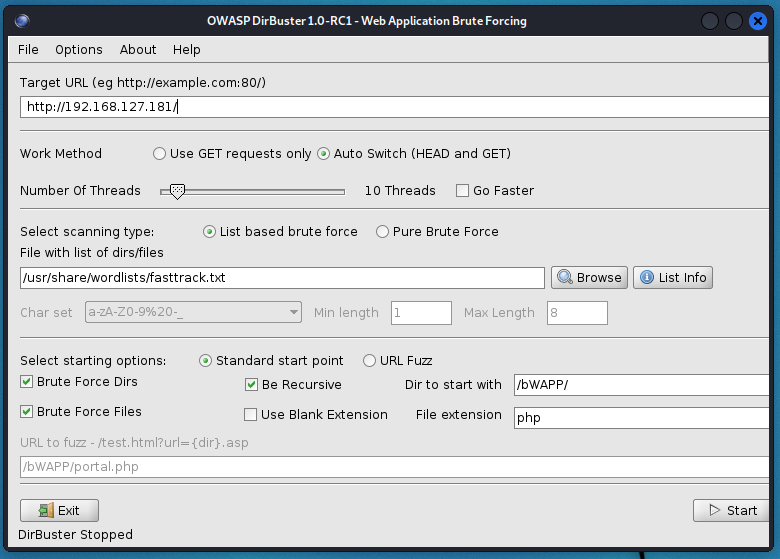 OWASP DirBuster 1.0-RC1 - Web Application Brute Forcing
File Options About Help
Target URL (eg http://example.com:80/)
http://192.168.127.181/
Work Method Use GET requests only Auto Switch (HEAD and GET)
Number Of Threads 10 Threads Go Faster
Select scanning type: List based brute force Pure Brute Force
File with list of dirs/files
/usr/share/wordlists/fasttrack.txt Browse List Info
Char set a-zA-Z0-9%20-_ Min length 1 Max Length 8
Select starting options: Standard start point URL Fuzz
Brute Force Dirs Be Recursive Dir to start with /bWAPP/
Brute Force Files Use Blank Extension File extension php
URL to fuzz - /test.html?url={dir}.asp
/bWAPP/portal.php
Exit Start
DirBuster Stopped